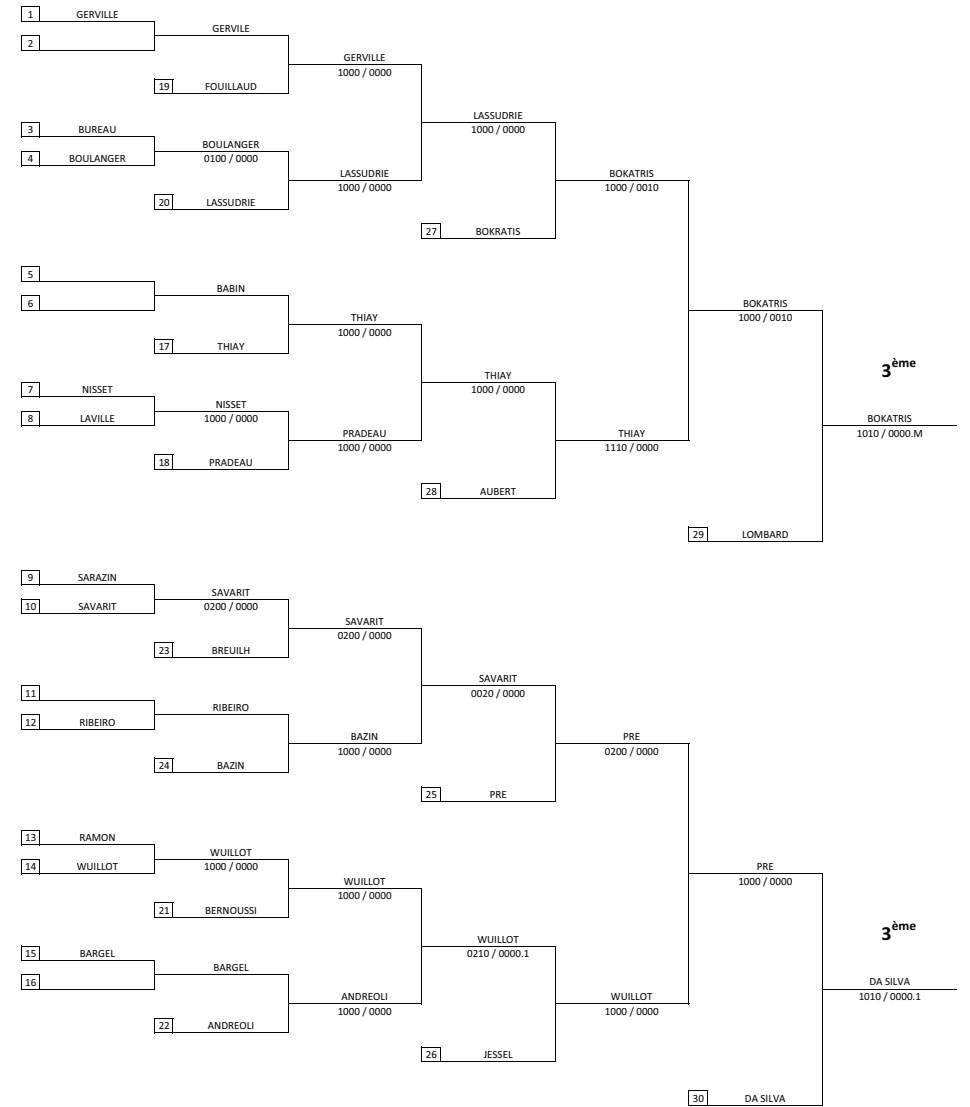 1 GERVILLE
GERVILE
2
GERVILLE
1000 / 0000
19 FOUILLAUD
LASSUDRIE
1000 / 0000
3 BUREAU
BOULANGER
0100 / 0000
4 BOULANGER
LASSUDRIE
1000 / 0000
BOKATRIS
1000 / 0010
20 LASSUDRIE
27 BOKRATIS
5
BABIN
6
BOKATRIS
1000 / 0010
THIAY
1000 / 0000
17 THIAY
3ème
THIAY
1000 / 0000
7 NISSET
NISSET
1000 / 0000
8 LAVILLE
BOKATRIS
1010 / 0000.M
PRADEAU
1000 / 0000
THIAY
1110 / 0000
18 PRADEAU
28 AUBERT
29 LOMBARD
9 SARAZIN
SAVARIT
0200 / 0000
10 SAVARIT
SAVARIT
0200 / 0000
23 BREUILH
SAVARIT
0020 / 0000
11
RIBEIRO
12 RIBEIRO
BAZIN
1000 / 0000
PRE
0200 / 0000
24 BAZIN
25 PRE
13 RAMON
WUILLOT
1000 / 0000
14 WUILLOT
PRE
1000 / 0000
WUILLOT
1000 / 0000
21 BERNOUSSI
3ème
WUILLOT
0210 / 0000.1
15 BARGEL
BARGEL
16
DA SILVA
1010 / 0000.1
ANDREOLI
1000 / 0000
WUILLOT
1000 / 0000
22 ANDREOLI
26 JESSEL
30 DA SILVA